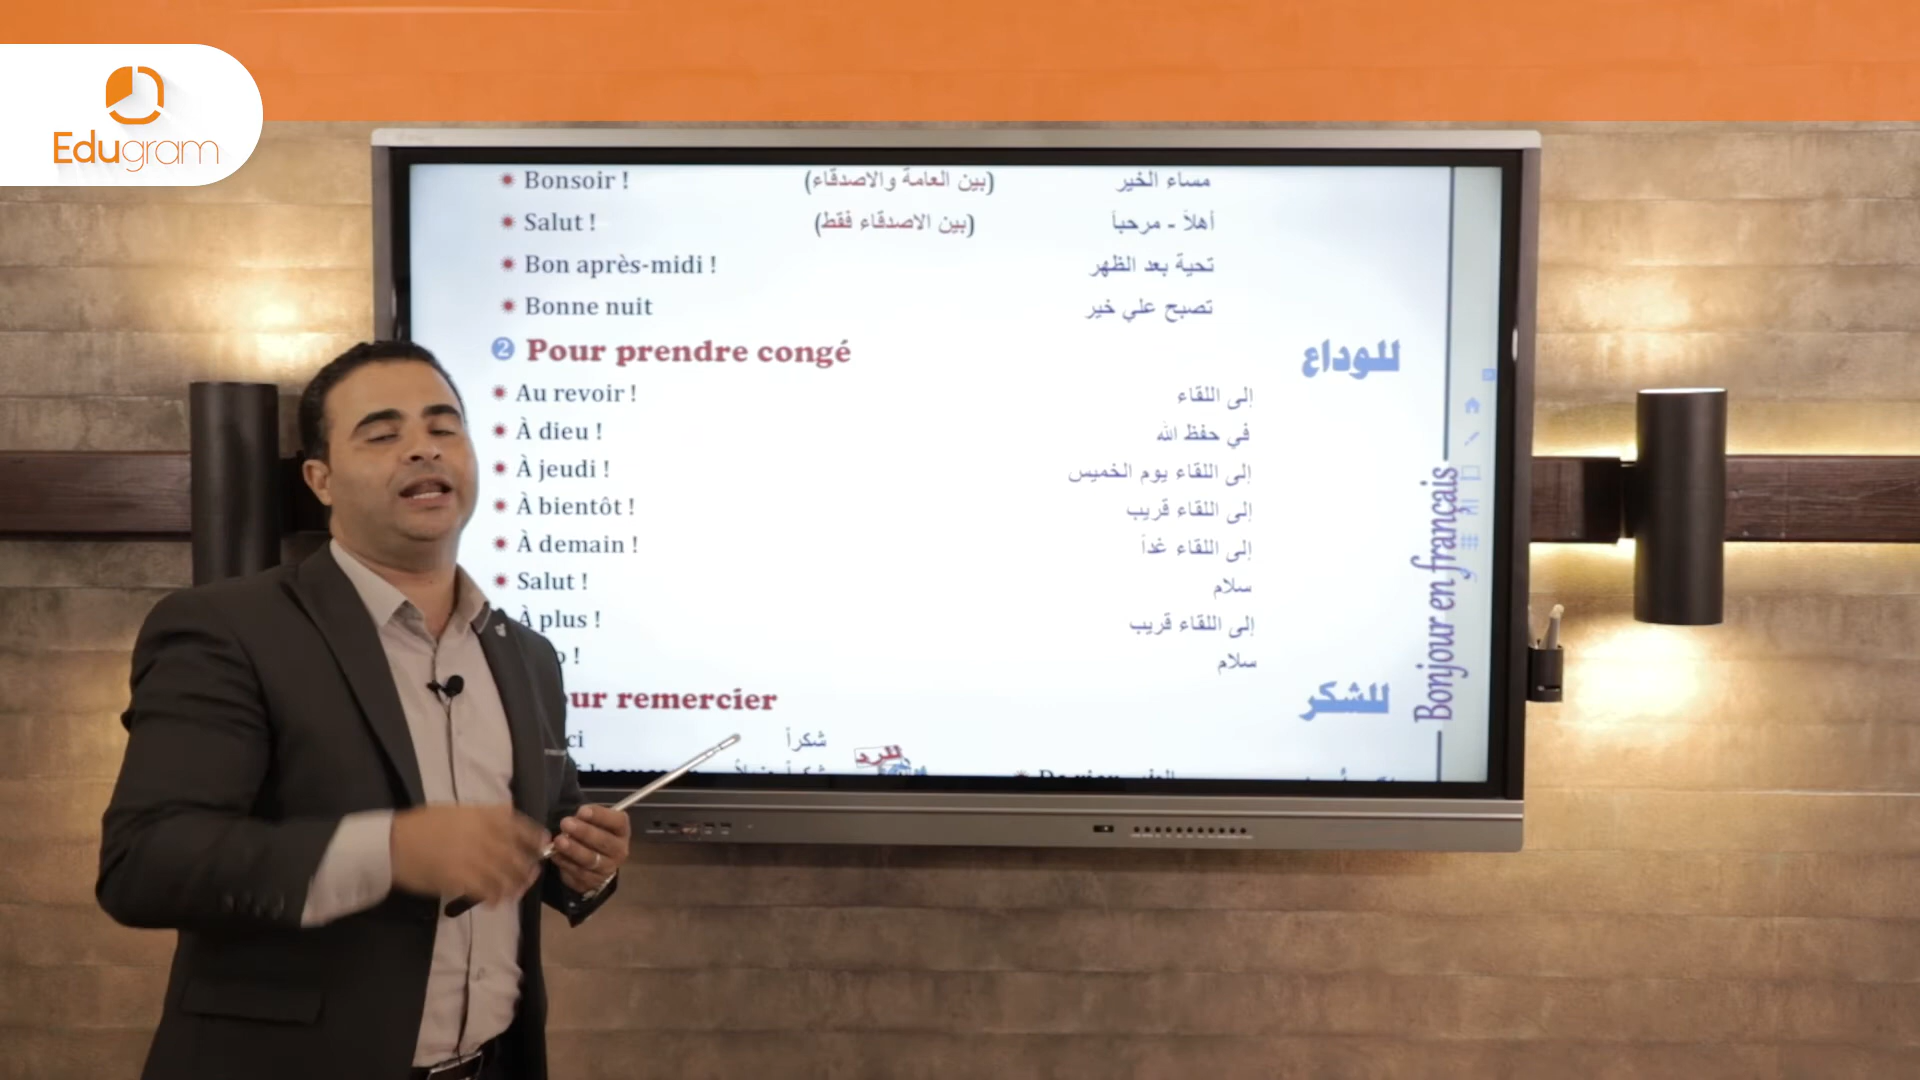 Edugram
Bonsoir ! (بين العامة والاصدقاء) مساء الخير
Salut ! (بين الاصدقاء فقط) أهلاً - مرحباً
Bon après-midi ! تحية بعد الظهر
Bonne nuit تصبح علي خير
2 Pour prendre congé للوداع
Au revoir ! إلى اللقاء
À dieu ! في حفظ الله
À jeudi ! إلى اللقاء يوم الخميس
À bientôt ! إلى اللقاء قريب
À demain ! إلى اللقاء غداً
Salut ! سلام
À plus ! إلى اللقاء قريب
! سلام
remercier للشكر
شكراً للرد
Bonjour en français